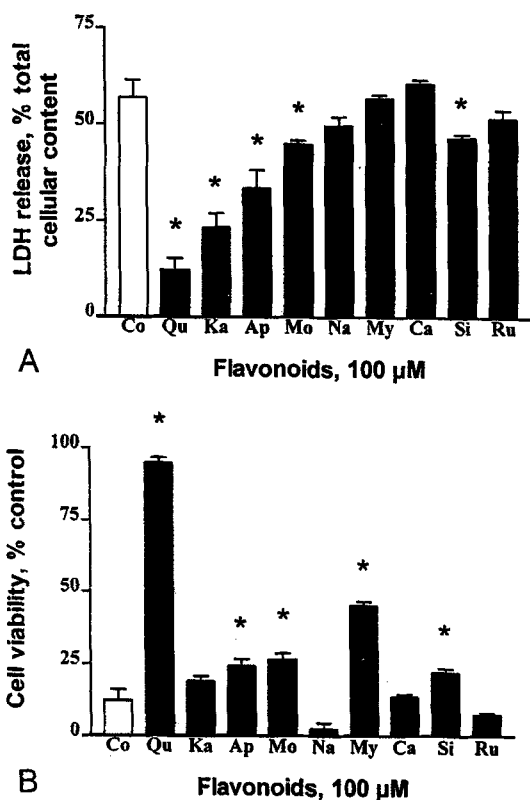 LDH release, % total
cellular content
75
50
25
0
*
*
*
*
*
Co Qu Ka Ap Mo Na My Ca Si Ru
A
Flavonoids, 100 µM
Cell viability, % control
100
75
50
25
0
*
*
*
*
*
Co Qu Ka Ap Mo Na My Ca Si Ru
B
Flavonoids, 100 µM